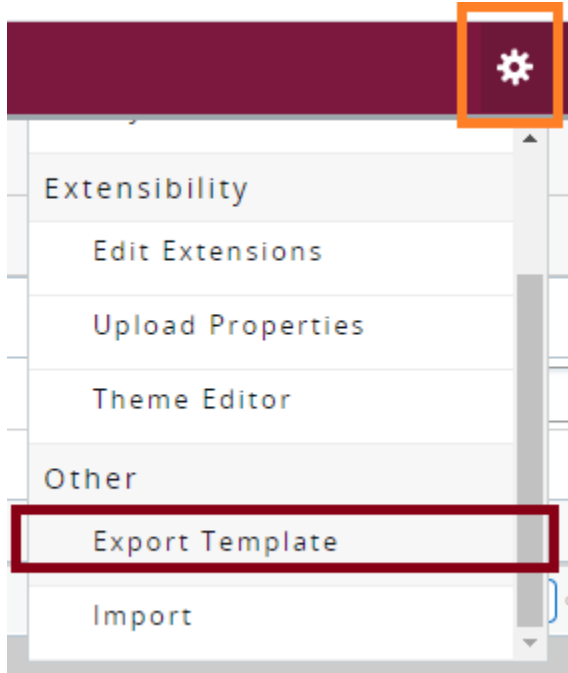 Extensibility
Edit Extensions
Upload Properties
Theme Editor
Other
Export Template
Import